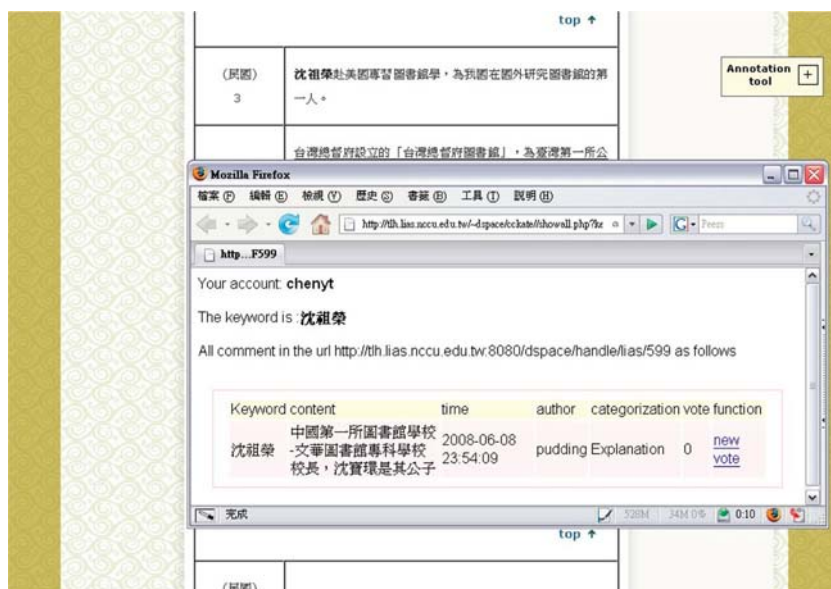 top ↑
(民國)
3
沈祖榮赴美國專習圖書館學,為我國在國外研究圖書館的第
一人。
Annotation
tool
+
台灣總督府設立的「台灣總督府圖書館」,為臺灣第一所公
Mozilla Firefox
檔案(F) 編輯(E) 檢視(V) 歷史(S) 書籤(B) 工具(T) 說明(H)
http://tlh.lias.nccu.edu.tw/~dspace/cckate//showall.php?ke
G
http...F599
Your account: chenyt
The keyword is :沈祖榮
All comment in the url http://tlh.lias.nccu.edu.tw:8080/dspace/handle/lias/599 as follows
Keyword content time author categorization vote function
沈祖榮
中國第一所圖書館學校
-文華圖書館專科學校
校長,沈寶環是其公子
2008-06-08
23:54:09
pudding Explanation 0
new
vote
完成 34M 0% 0:10
top ↑
(民國)